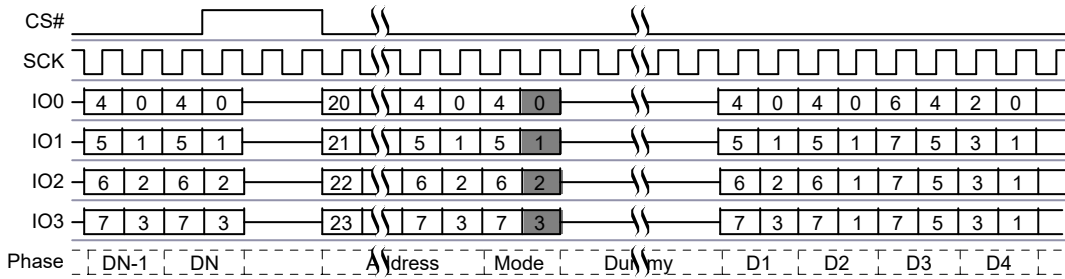 CS#
SCK
IO0 4 0 4 0 20 4 0 4 0 4 0 4 0 6 4 2 0
IO1 5 1 5 1 21 5 1 5 1 5 1 5 1 7 5 3 1
IO2 6 2 6 2 22 6 2 6 2 6 2 6 1 7 5 3 1
IO3 7 3 7 3 23 7 3 7 3 7 3 7 1 7 5 3 1
Phase DN-1 DN Address Mode Dummy D1 D2 D3 D4